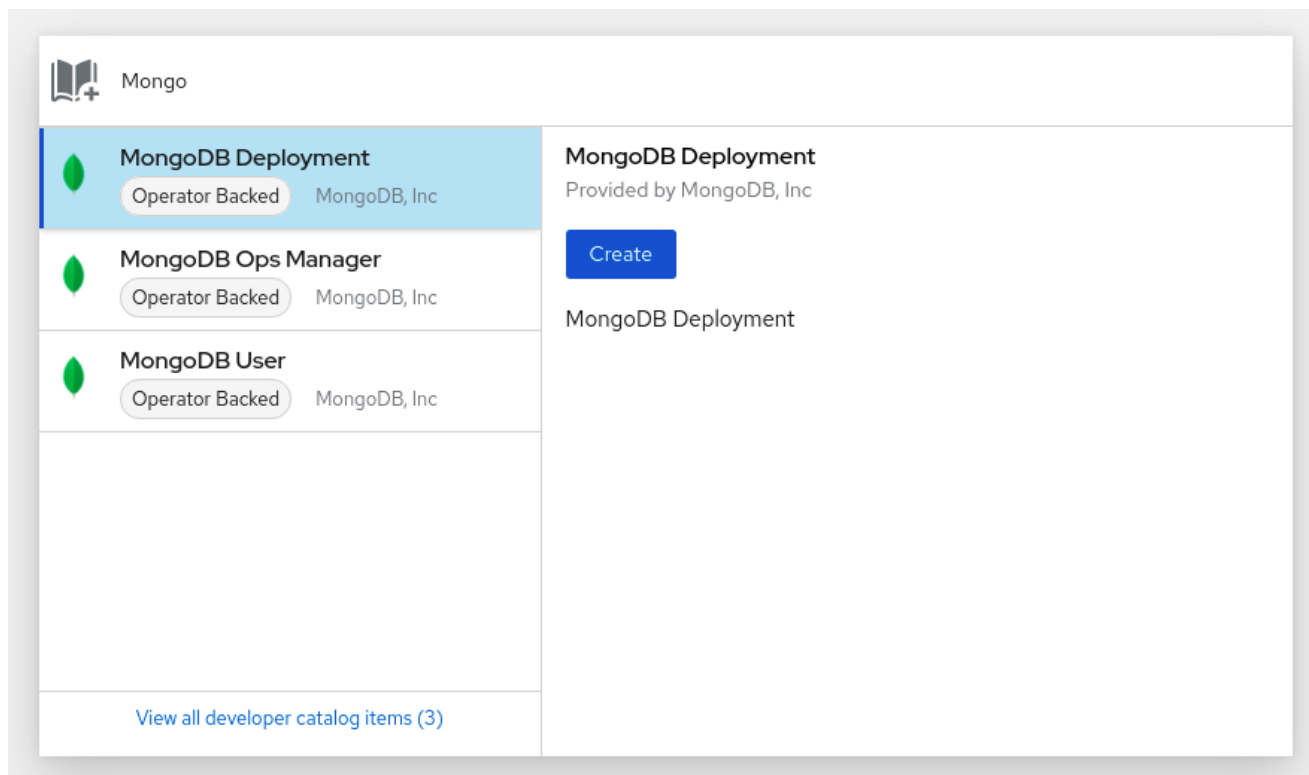 Mongo
MongoDB Deployment
Operator Backed MongoDB, Inc
MongoDB Ops Manager
Operator Backed MongoDB, Inc
MongoDB User
Operator Backed MongoDB, Inc
View all developer catalog items (3)
MongoDB Deployment
Provided by MongoDB, Inc
Create
MongoDB Deployment